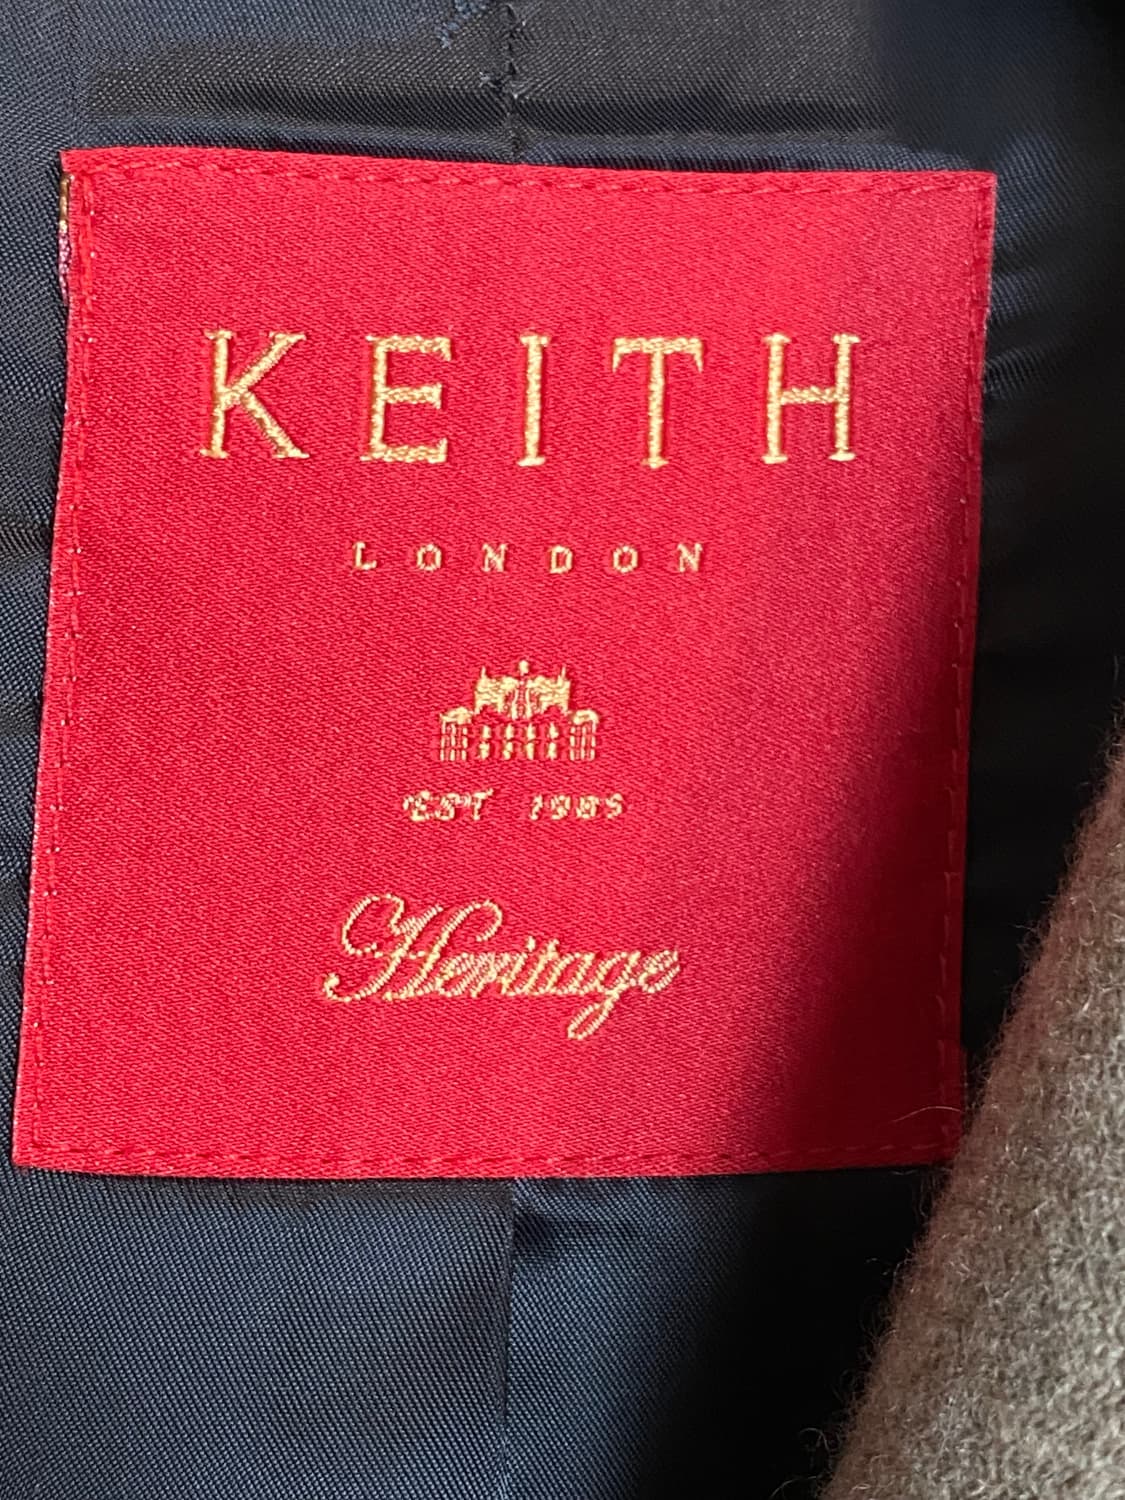 KEITH
LONDON
EST 1985
Heritage